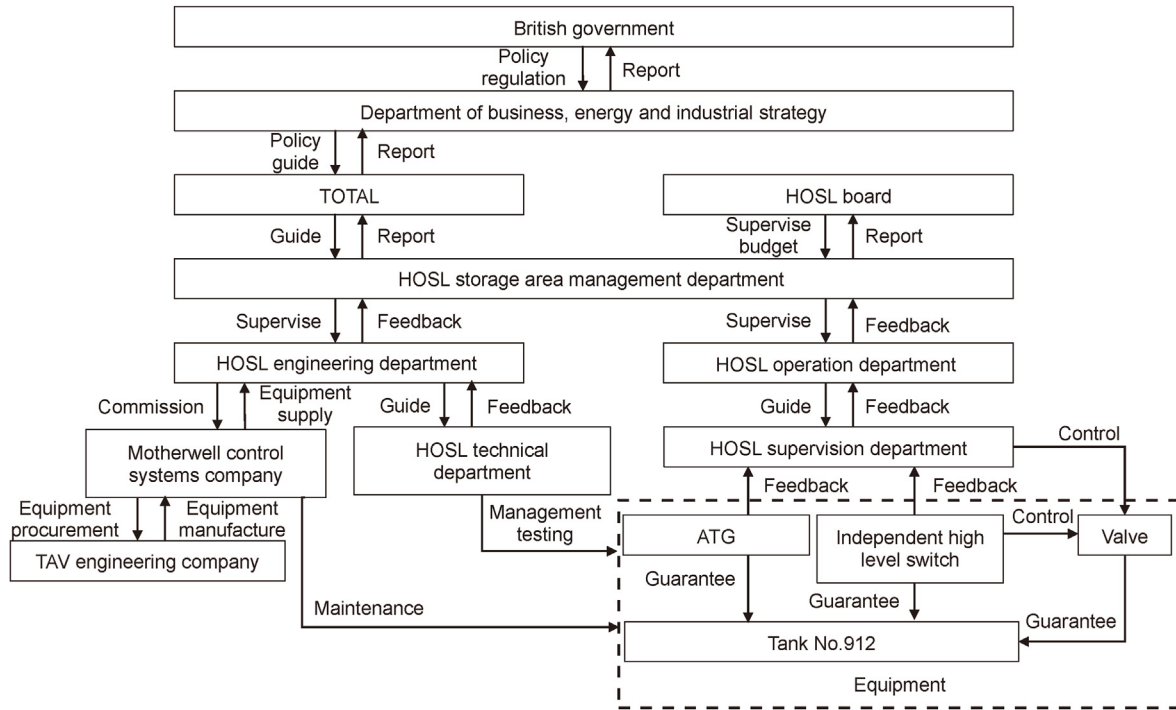 British government
Policy
regulation
Report
Department of business, energy and industrial strategy
Policy
guide
Report
TOTAL
HOSL board
Guide
Report
Supervise
budget
Report
HOSL storage area management department
Supervise
Feedback
Supervise
Feedback
HOSL engineering department
HOSL operation department
Commission
Equipment
supply
Guide
Feedback
Guide
Feedback
Motherwell control
systems company
HOSL technical
department
HOSL supervision department
Control
Equipment
procurement
Equipment
manufacture
Management
testing
Feedback
Feedback
TAV engineering company
ATG
Independent high
level switch
Control
Valve
Guarantee
Guarantee
Guarantee
Maintenance
Tank No.912
Equipment